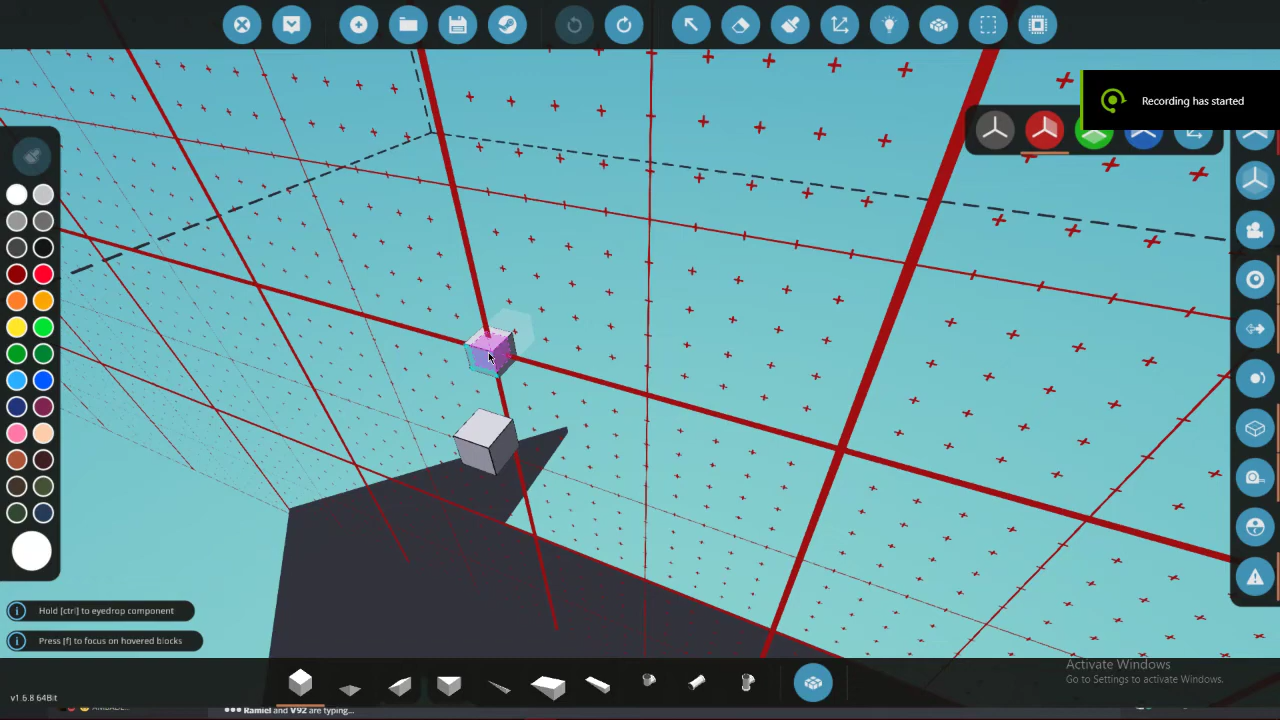 Recording has started
Hold [ctrl] to eyedrop component
Press [f] to focus on hovered blocks
Activate Windows
Go to Settings to activate Windows.
v1.6.8 64Bit
Ramiel and V92 are typing...